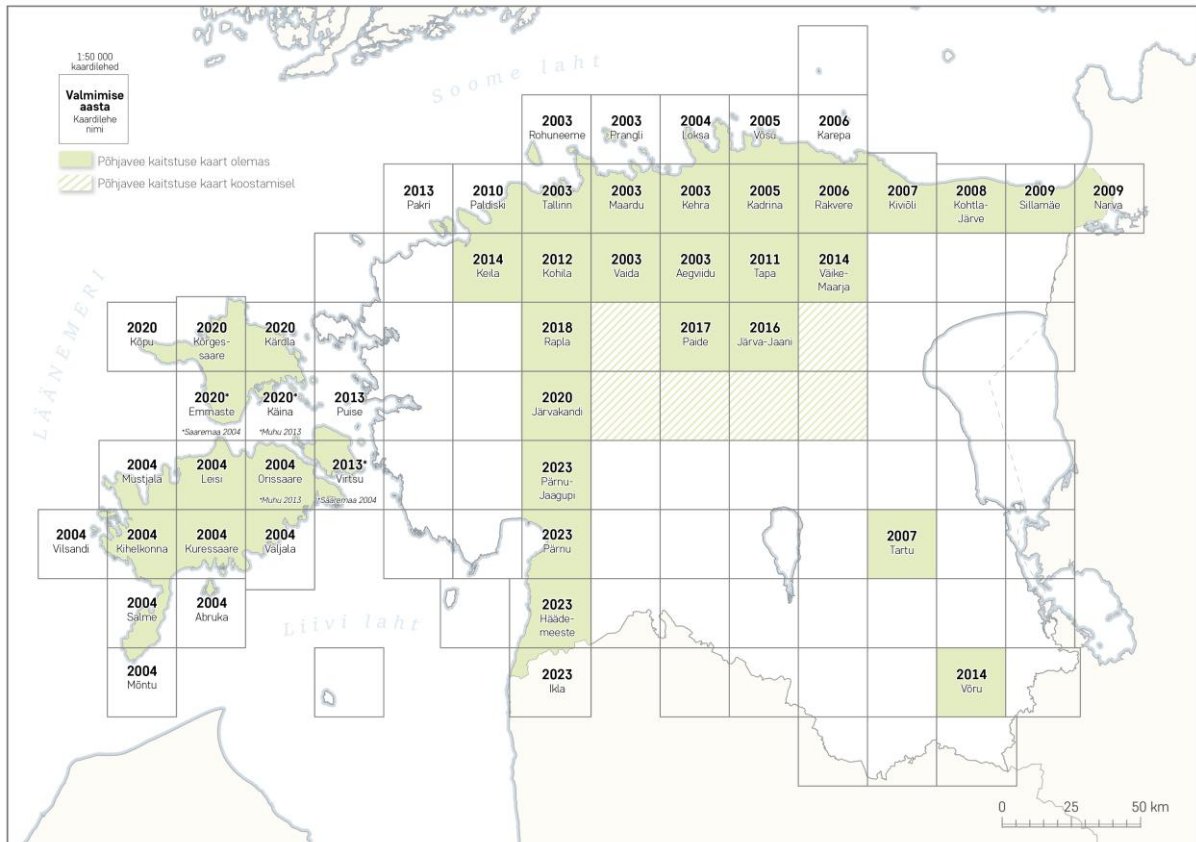 1:50 000
kaardilehed
Valmimise
aasta
Kaardilehe
nimi
Põhjavee kaitstuse kaart olemas
Põhjavee kaitstuse kaart koostamisel
Soome laht
LÄÄNEMERI
Liivi laht
2003
Rohuneeme
2003
Prangli
2004
Loksa
2005
Võsu
2006
Karepa
2013
Pakri
2010
Paldiski
2003
Tallinn
2003
Maardu
2003
Kehra
2005
Kadrina
2006
Rakvere
2007
Kiviõli
2008
Kohtla-
Järve
2009
Sillamäe
2009
Narva
2014
Keila
2012
Kohila
2003
Vaida
2003
Aegviidu
2011
Tapa
2014
Väike-
Maarja
2020
Kõpu
2020
Kõrges-
saare
2020
Kärdla
2018
Rapla
2017
Paide
2016
Järva-Jaani
2020*
Emmaste
*Saaremaa 2004
2020*
Käina
*Muhu 2013
2013
Puise
2020
Järvakandi
2004
Mustjala
2004
Leisi
2004
Orissaare
*Muhu 2013
2013*
Virtsu
*Saaremaa 2004
2023
Pärnu-
Jaagupi
2004
Vilsandi
2004
Kihelkonna
2004
Kuressaare
2004
Valjala
2023
Pärnu
2007
Tartu
2004
Salme
2004
Abruka
2023
Hääde-
meeste
2004
Mõntu
2023
Ikla
2014
Võru
0 25 50 km